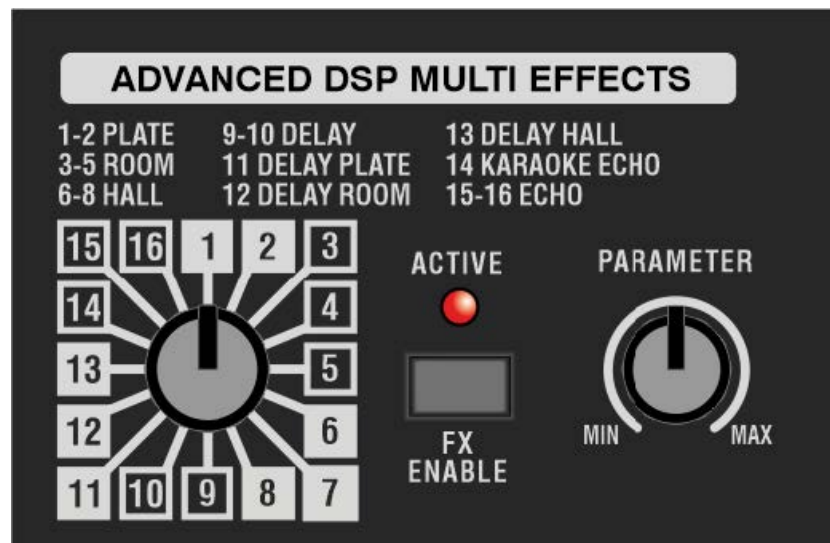 ADVANCED DSP MULTI EFFECTS
1-2 PLATE 9-10 DELAY 13 DELAY HALL
3-5 ROOM 11 DELAY PLATE 14 KARAOKE ECHO
6-8 HALL 12 DELAY ROOM 15-16 ECHO
15 16 1 2 3
14 4
13 5
12 6
11 10 9 8 7
ACTIVE
FX
ENABLE
PARAMETER
MIN MAX